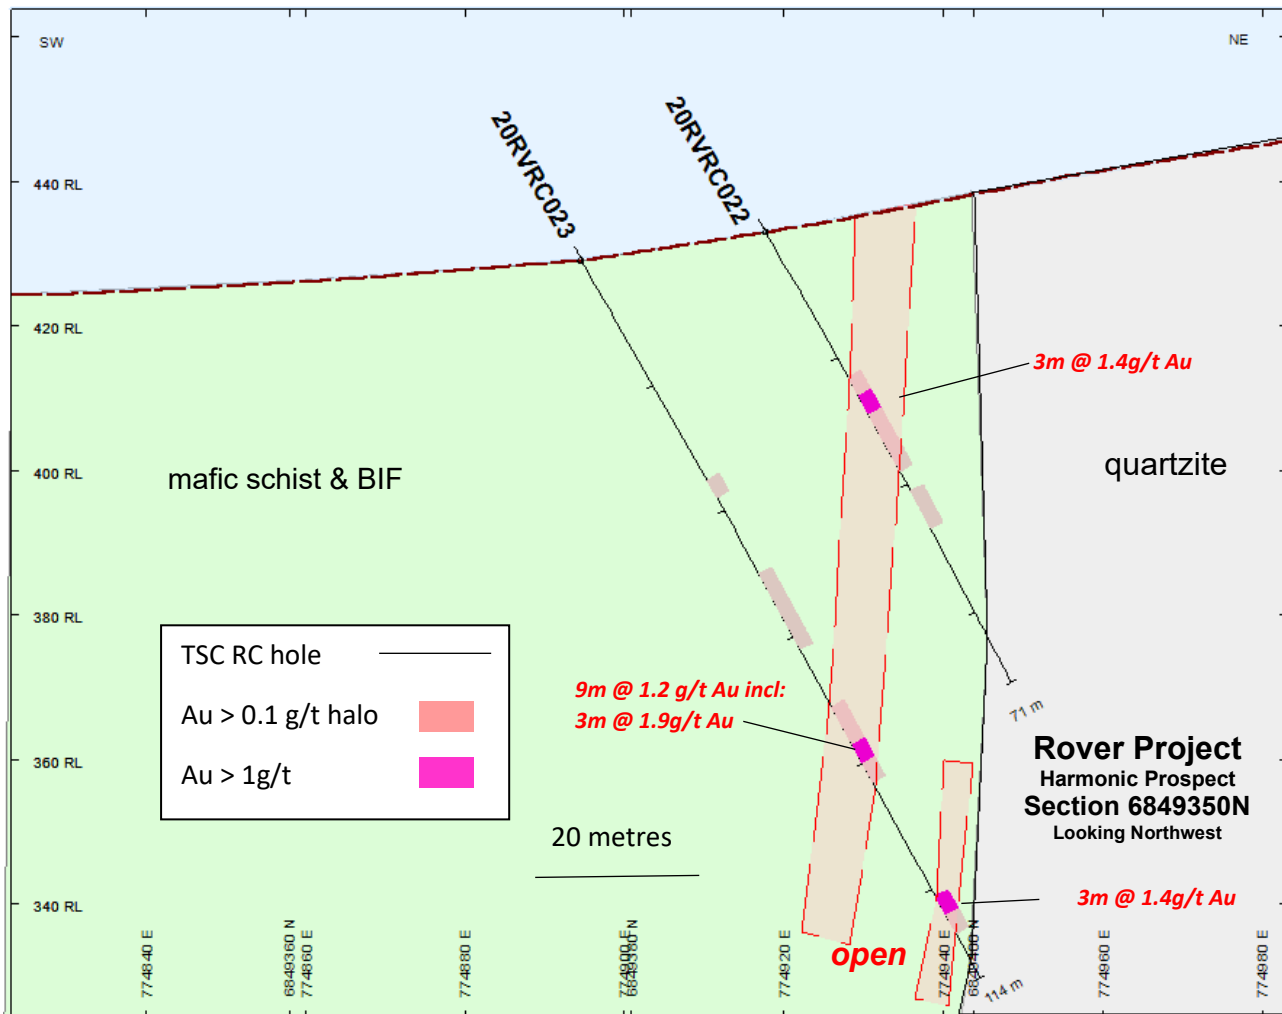 SW
NE
20RVRC023
20RVRC022
440 RL
420 RL
3m @ 1.4g/t Au
mafic schist & BIF
400 RL
quartzite
380 RL
TSC RC hole
Au > 0.1 g/t halo
Au > 1g/t
9m @ 1.2 g/t Au incl:
3m @ 1.9g/t Au
71 m
Rover Project
Harmonic Prospect
Section 6849350N
Looking Northwest
360 RL
20 metres
3m @ 1.4g/t Au
340 RL
open
114 m
774840 E
6849360 N
774860 E
774880 E
774900 E
6849380 N
774920 E
774940 E
6849400 N
774960 E
774980 E